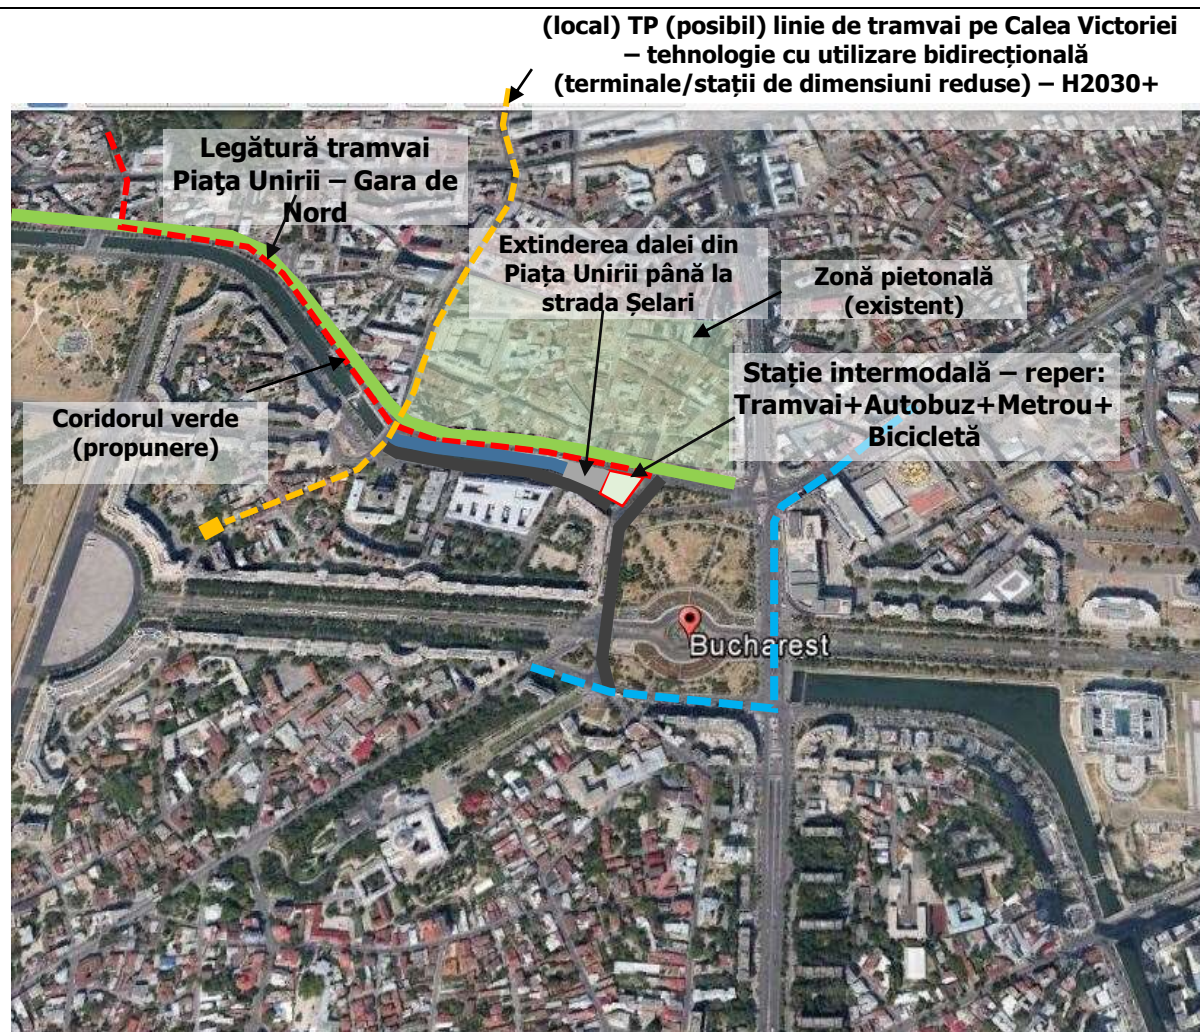 (local) TP (posibil) linie de tramvai pe Calea Victoriei
– tehnologie cu utilizare bidirecțională
(terminale/stații de dimensiuni reduse) – H2030+
Legătură tramvai
Piaţa Unirii – Gara de
Nord
Extinderea dalei din
Piața Unirii până la
strada Șelari
Zonă pietonală
(existent)
Stație intermodală – reper:
Tramvai+Autobuz+Metrou+
Bicicletă
Coridorul verde
(propunere)
Bucharest